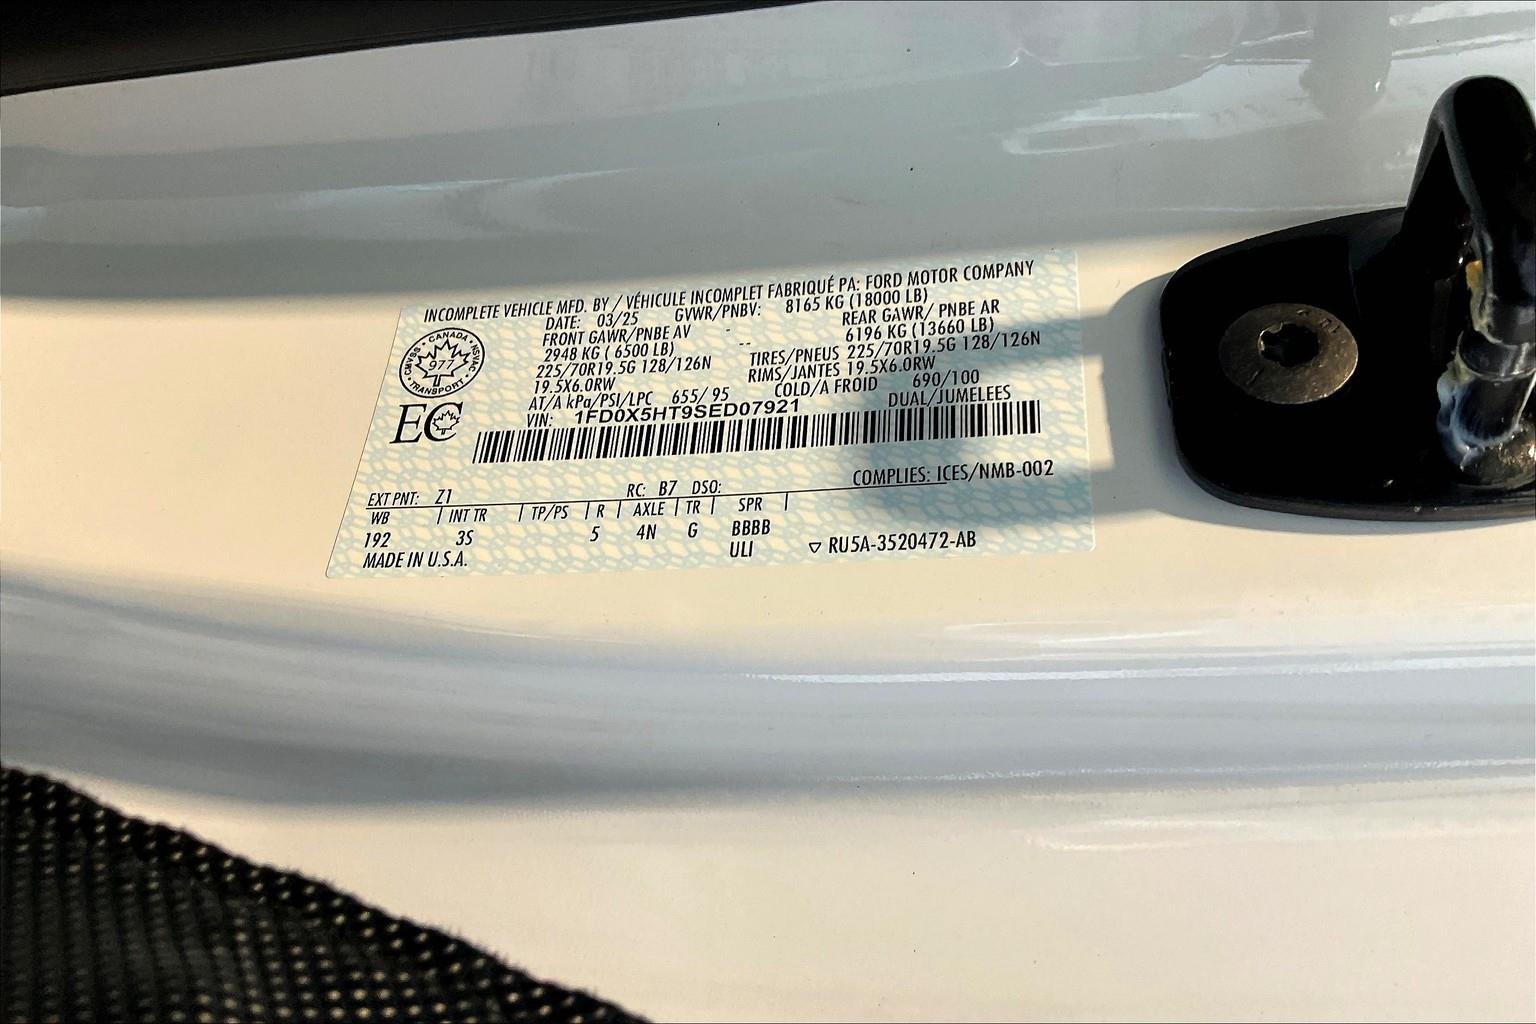 INCOMPLETE VEHICLE MFD. BY / VÉHICULE INCOMPLET FABRIQUÉ PA: FORD MOTOR COMPANY
DATE: 03/25 GVWR/PNBV: 8165 KG (18000 LB)
FRONT GAWR/PNBE AV - REAR GAWR/ PNBE AR
2948 KG ( 6500 LB) -- 6196 KG (13660 LB)
225/70R19.5G 128/126N TIRES/PNEUS 225/70R19.5G 128/126N
19.5X6.0RW RIMS/JANTES 19.5X6.0RW
AT/A kPa/PSI/LPC 655/ 95 COLD/A FROID 690/100
VIN: 1FD0X5HT9SED07921 DUAL/JUMELEES
CANADA
NSVAC
977
TRANSPORT
EC
COMPLIES: ICES/NMB-002
EXT PNT: Z1 RC: B7 DSO:
WB | INT TR | TP/PS | R | AXLE | TR | SPR |
192 3S 5 4N G BBBB
MADE IN U.S.A. ULI ▽ RU5A-3520472-AB